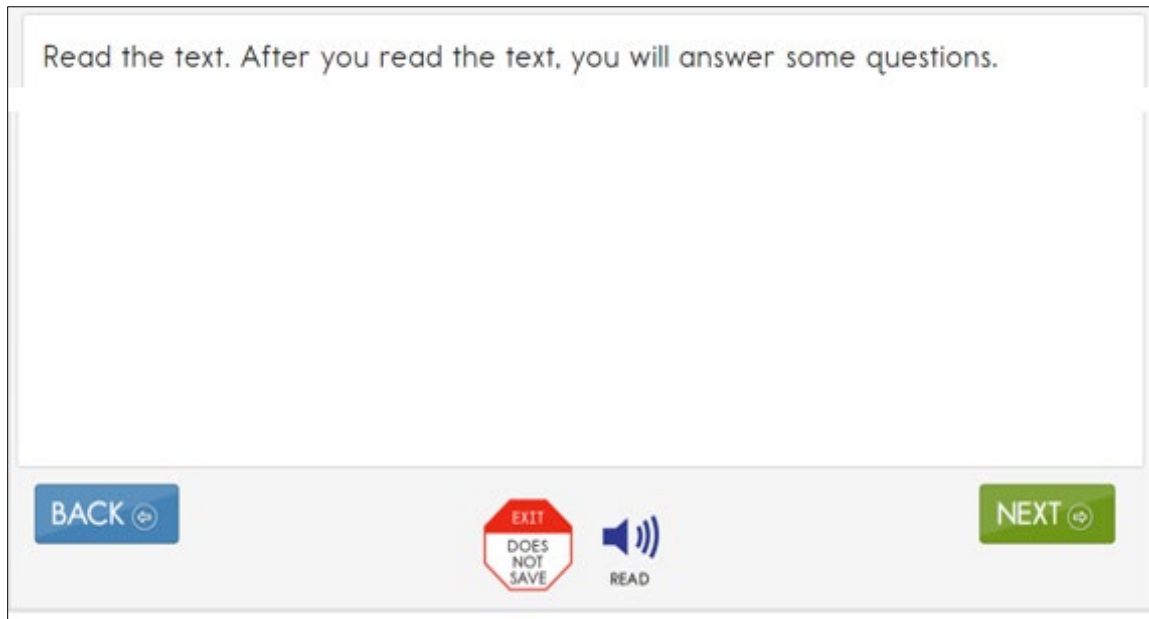 Read the text. After you read the text, you will answer some questions.
BACK
EXIT
DOES
NOT
SAVE
READ
NEXT